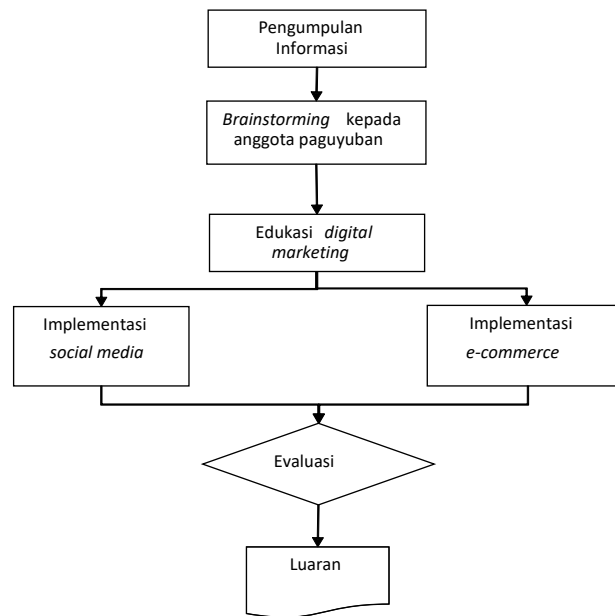 Pengumpulan
Informasi
Brainstorming kepada
anggota paguyuban
Edukasi digital
marketing
Implementasi
social media
Implementasi
e-commerce
Evaluasi
Luaran